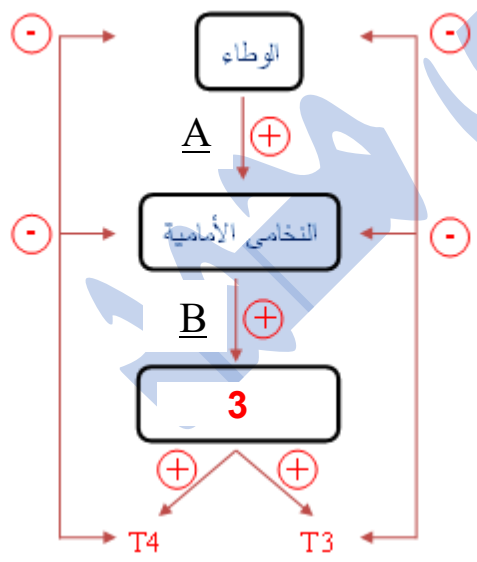 - -
الوطاء
A +
- النخامى الأمامية -
B +
3
+ +
T4 T3